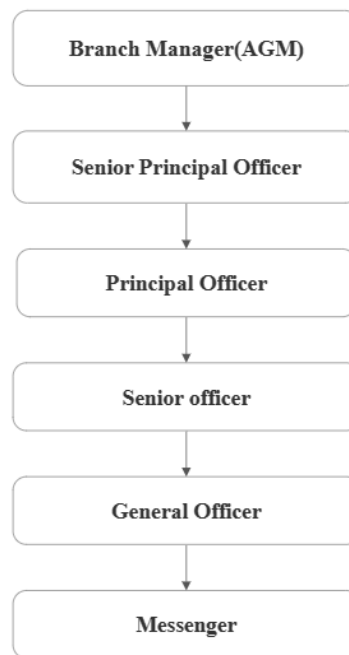 Branch Manager(AGM)
Senior Principal Officer
Principal Officer
Senior officer
General Officer
Messenger